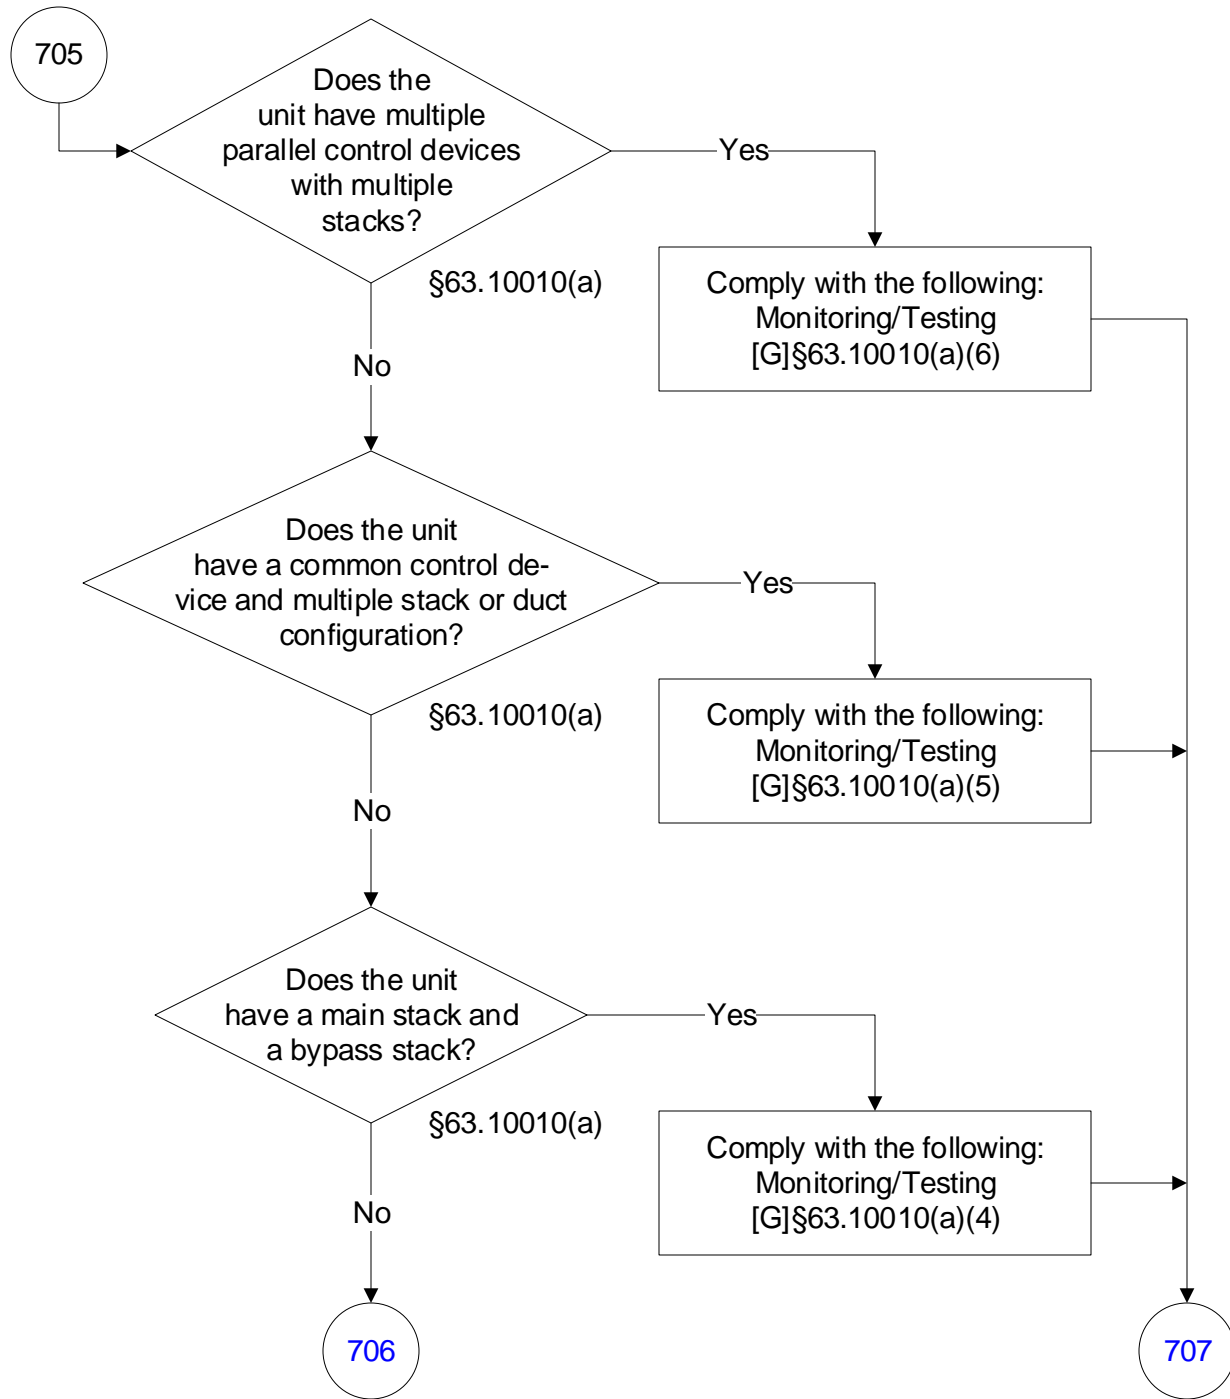 705
Does the
unit have multiple
parallel control devices
with multiple
stacks?
Yes
§63.10010(a)
Comply with the following:
Monitoring/Testing
[G]§63.10010(a)(6)
No
Does the unit
have a common control de-
vice and multiple stack or duct
configuration?
Yes
§63.10010(a)
Comply with the following:
Monitoring/Testing
[G]§63.10010(a)(5)
No
Does the unit
have a main stack and
a bypass stack?
Yes
§63.10010(a)
Comply with the following:
Monitoring/Testing
[G]§63.10010(a)(4)
No
706
707